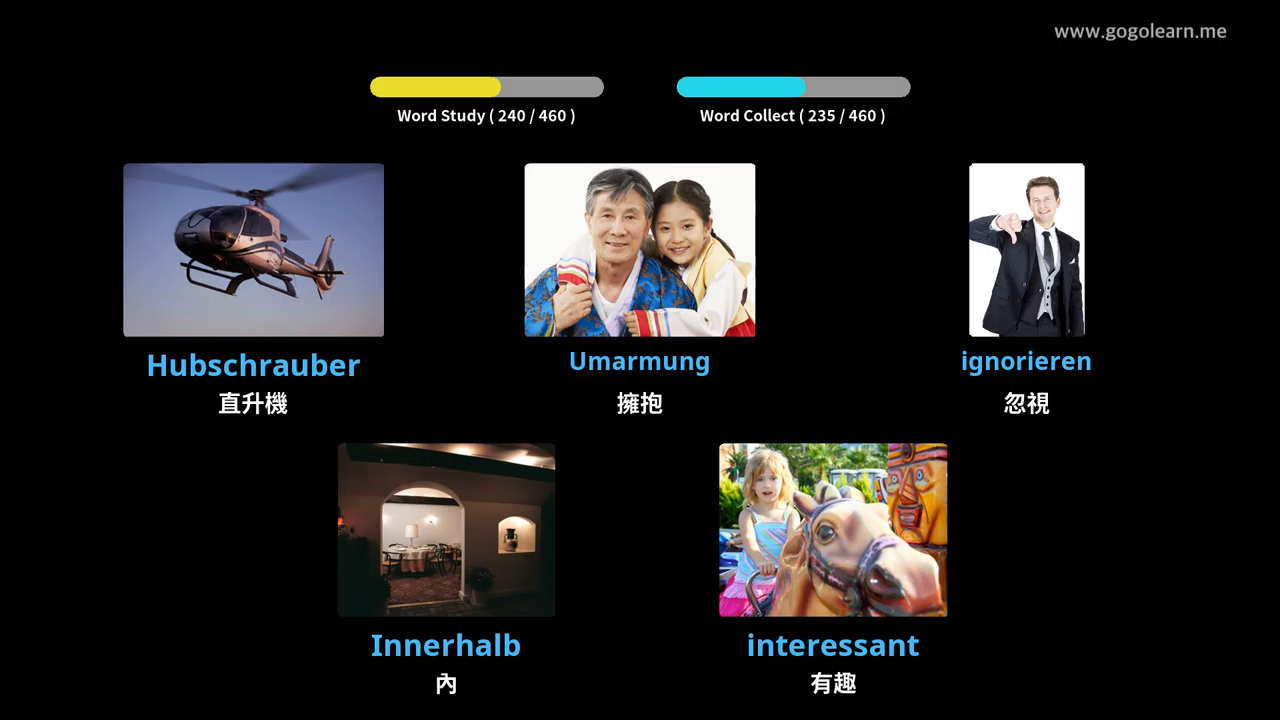 www.gogolearn.me
Word Study ( 240 / 460 )
Word Collect ( 235 / 460 )
Hubschrauber
直升機
Umarmung
擁抱
ignorieren
忽視
Innerhalb
內
interessant
有趣